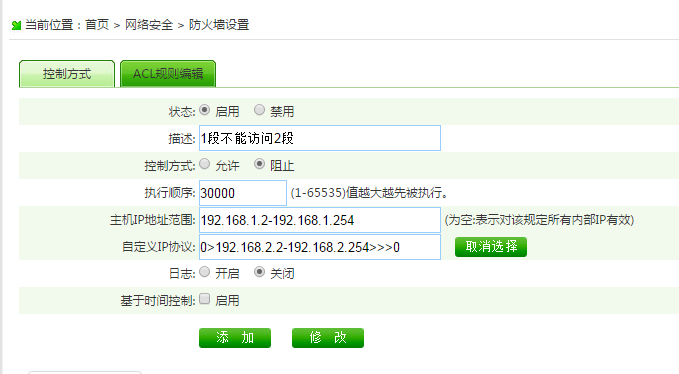 当前位置：首页 > 网络安全 > 防火墙设置
控制方式 ACL规则编辑
状态: 启用 禁用
描述: 1段不能访问2段
控制方式: 允许 阻止
执行顺序: 30000 (1-65535)值越大越先被执行。
主机IP地址范围: 192.168.1.2-192.168.1.254 (为空:表示对该规定所有内部IP有效)
自定义IP协议: 0>192.168.2.2-192.168.2.254>>>0 取消选择
日志: 开启 关闭
基于时间控制: 启用
添 加 修 改